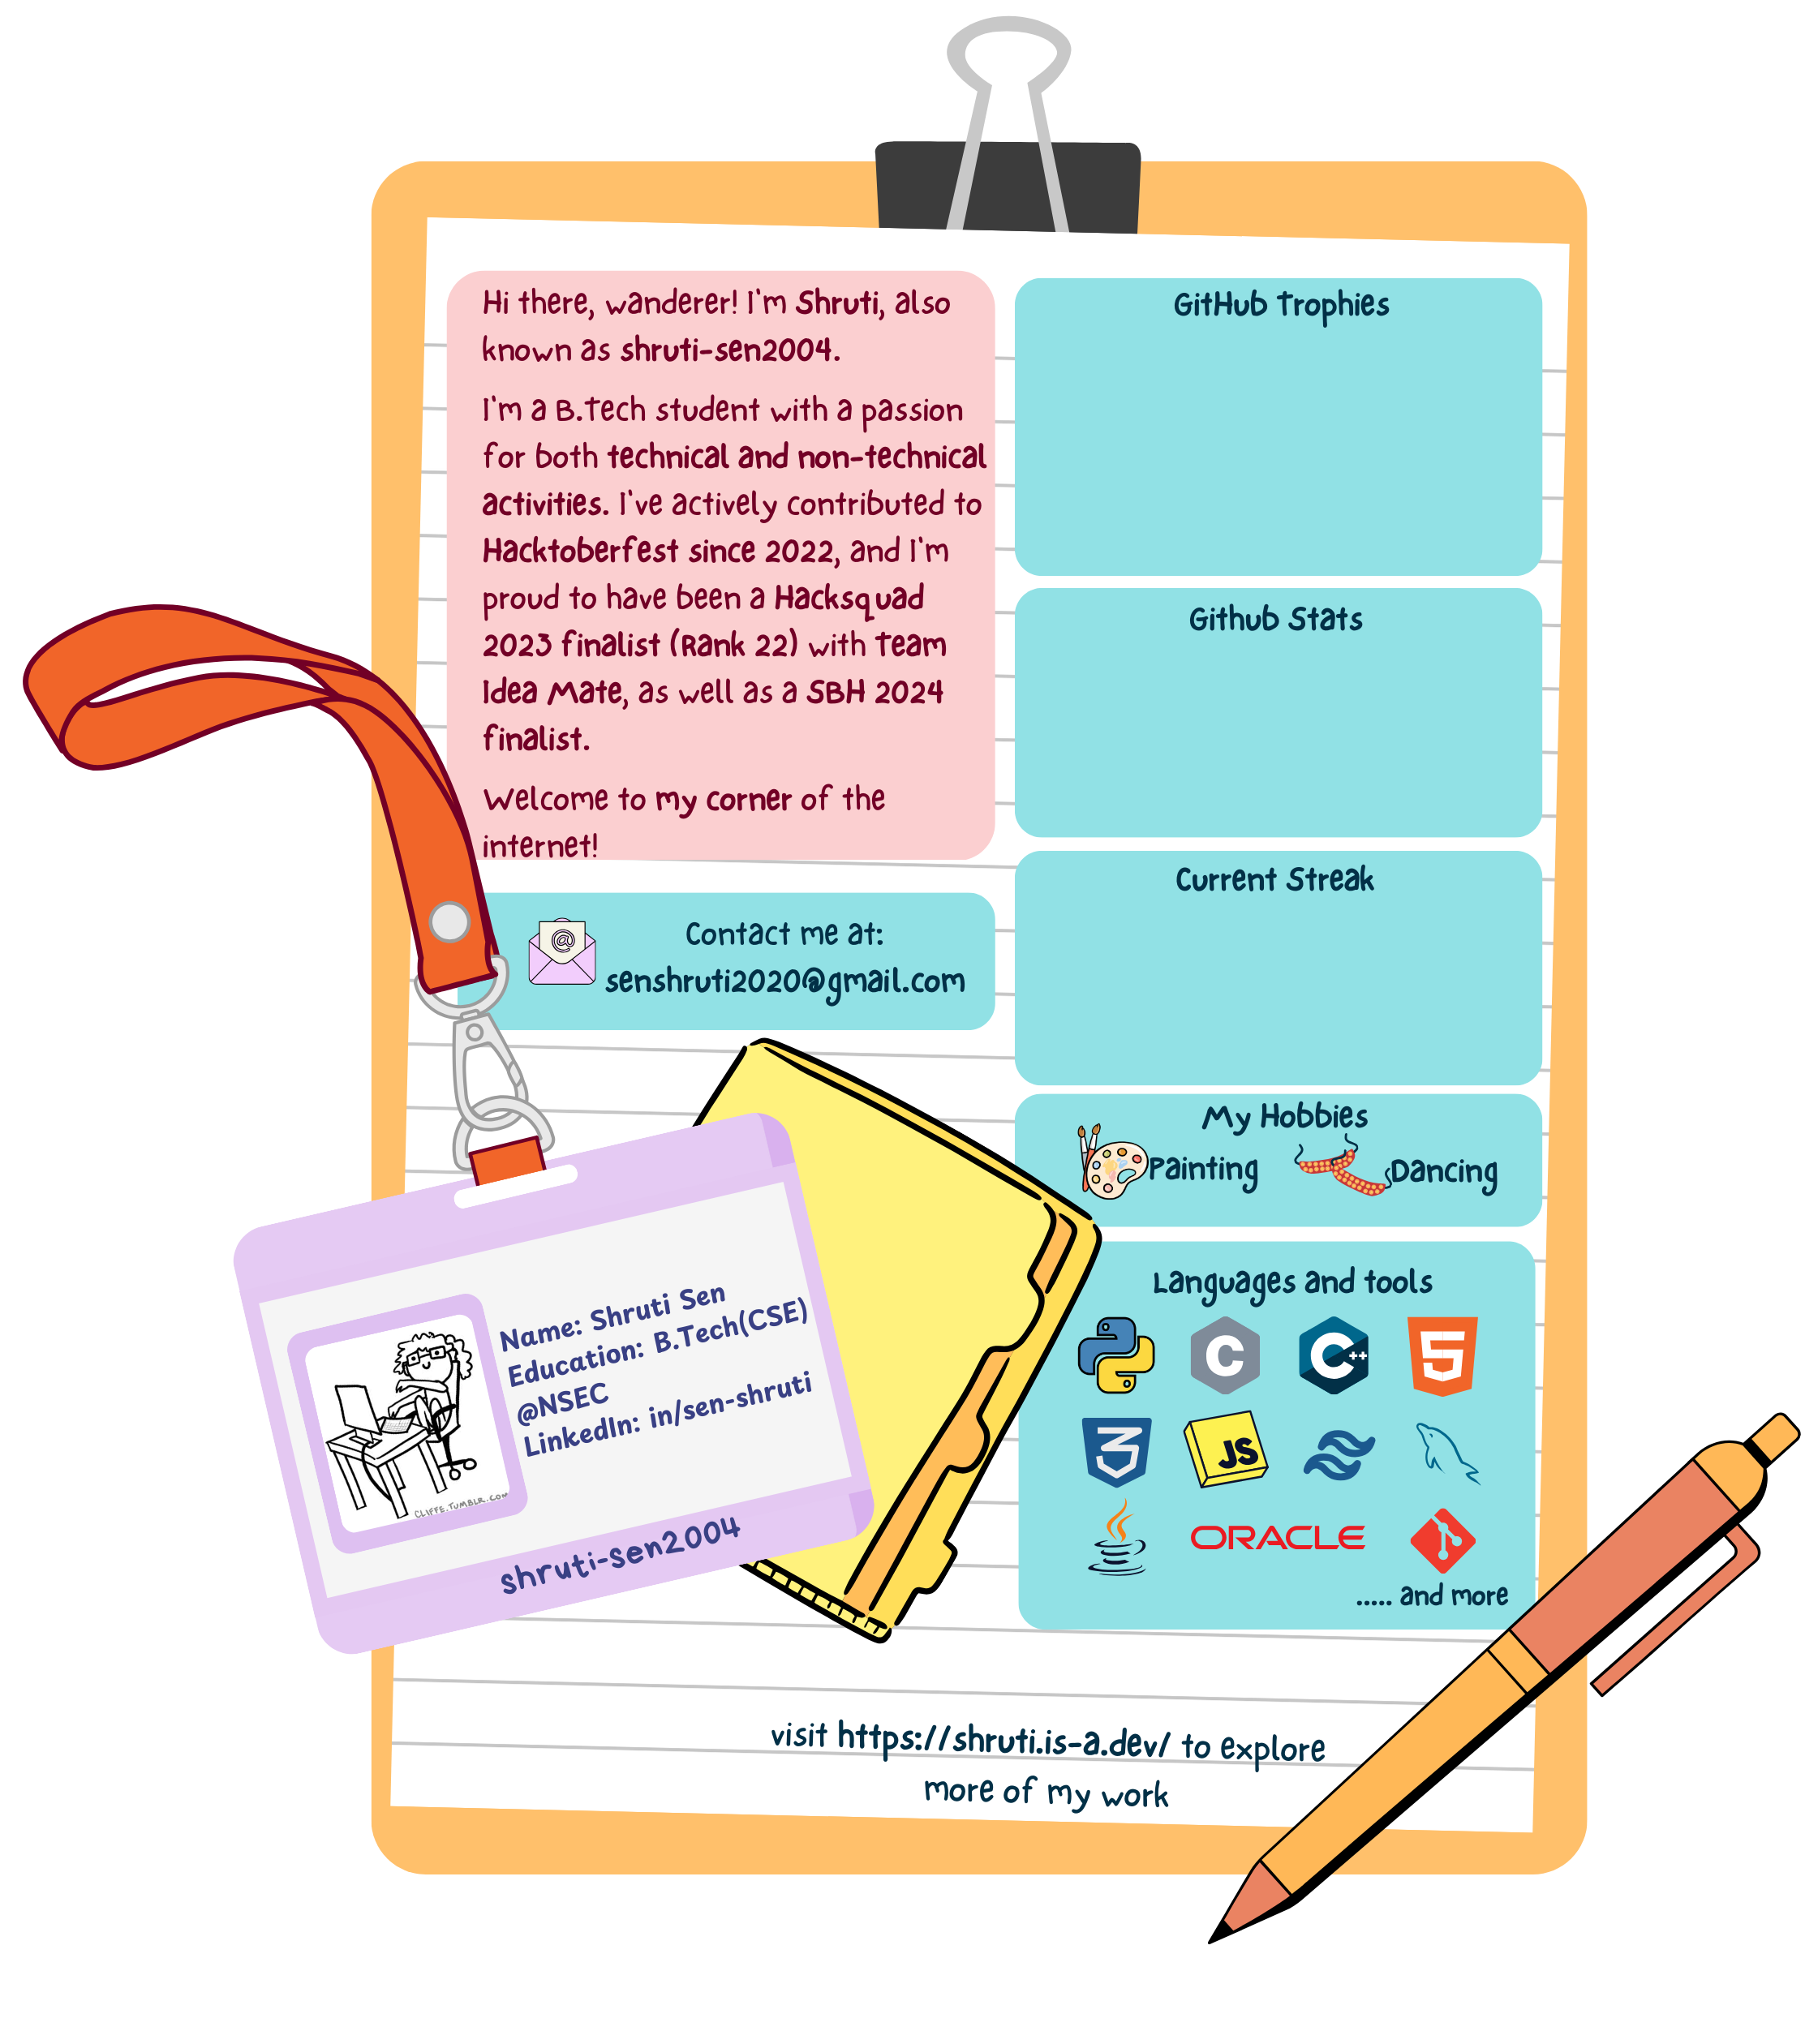 Hi there, wanderer! I'm Shruti, also
known as shruti-sen2004.
I'm a B.Tech student with a passion
for both technical and non-technical
activities. I've actively contributed to
Hacktoberfest since 2022, and I'm
proud to have been a Hacksquad
2023 finalist (Rank 22) with Team
Idea Mate, as well as a SBH 2024
finalist.
Welcome to my corner of the
internet!
Contact me at:
senshruti2020@gmail.com
@
Name: Shruti Sen
Education: B.Tech(CSE)
@NSEC
LinkedIn: in/sen-shruti
CLIFFE.TUMBLR.COM
shruti-sen2004
GitHub Trophies
Github Stats
Current Streak
My Hobbies
Painting
Dancing
Languages and tools
C
C++
5
3
JS
ORACLE
..... and more
visit https://shruti.is-a.dev/ to explore
more of my work